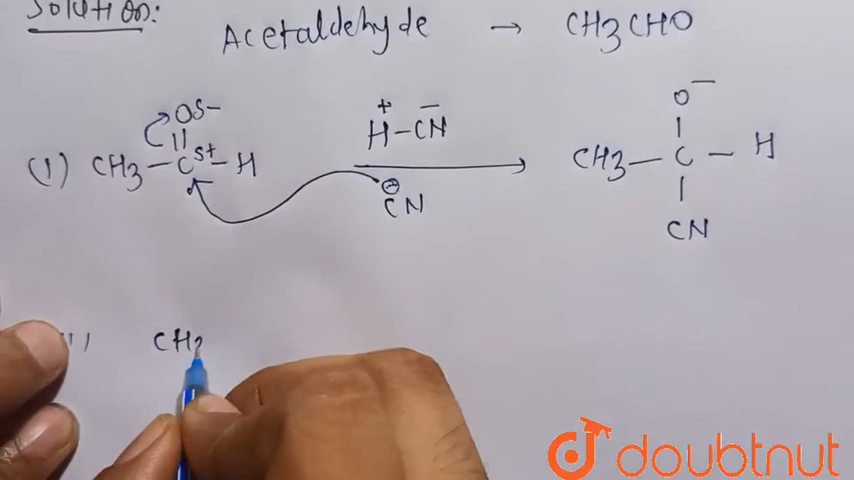 Solution:
Acetaldehyde → CH3CHO
Oδ−
||
(1) CH3 — Cδ+ — H
+ −
H — CN
⊖
CN
O−
|
CH3 — C — H
|
CN
CH3
doubtnut